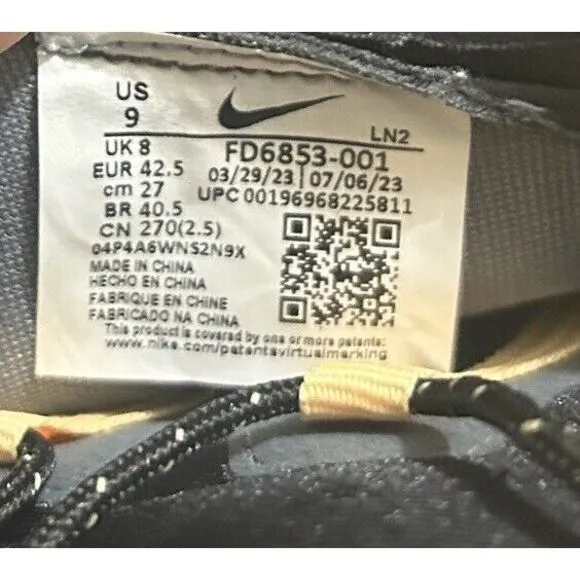 US
9
LN2
UK 8
FD6853-001
EUR 42.5
03/29/23 | 07/06/23
cm 27
UPC 00196968225811
BR 40.5
CN 270(2.5)
04P4A6WNS2N9X
MADE IN CHINA
HECHO EN CHINA
FABRIQUE EN CHINE
FABRICADO NA CHINA
This product is covered by one or more patents:
www.nike.com/patentsvirtualmarking